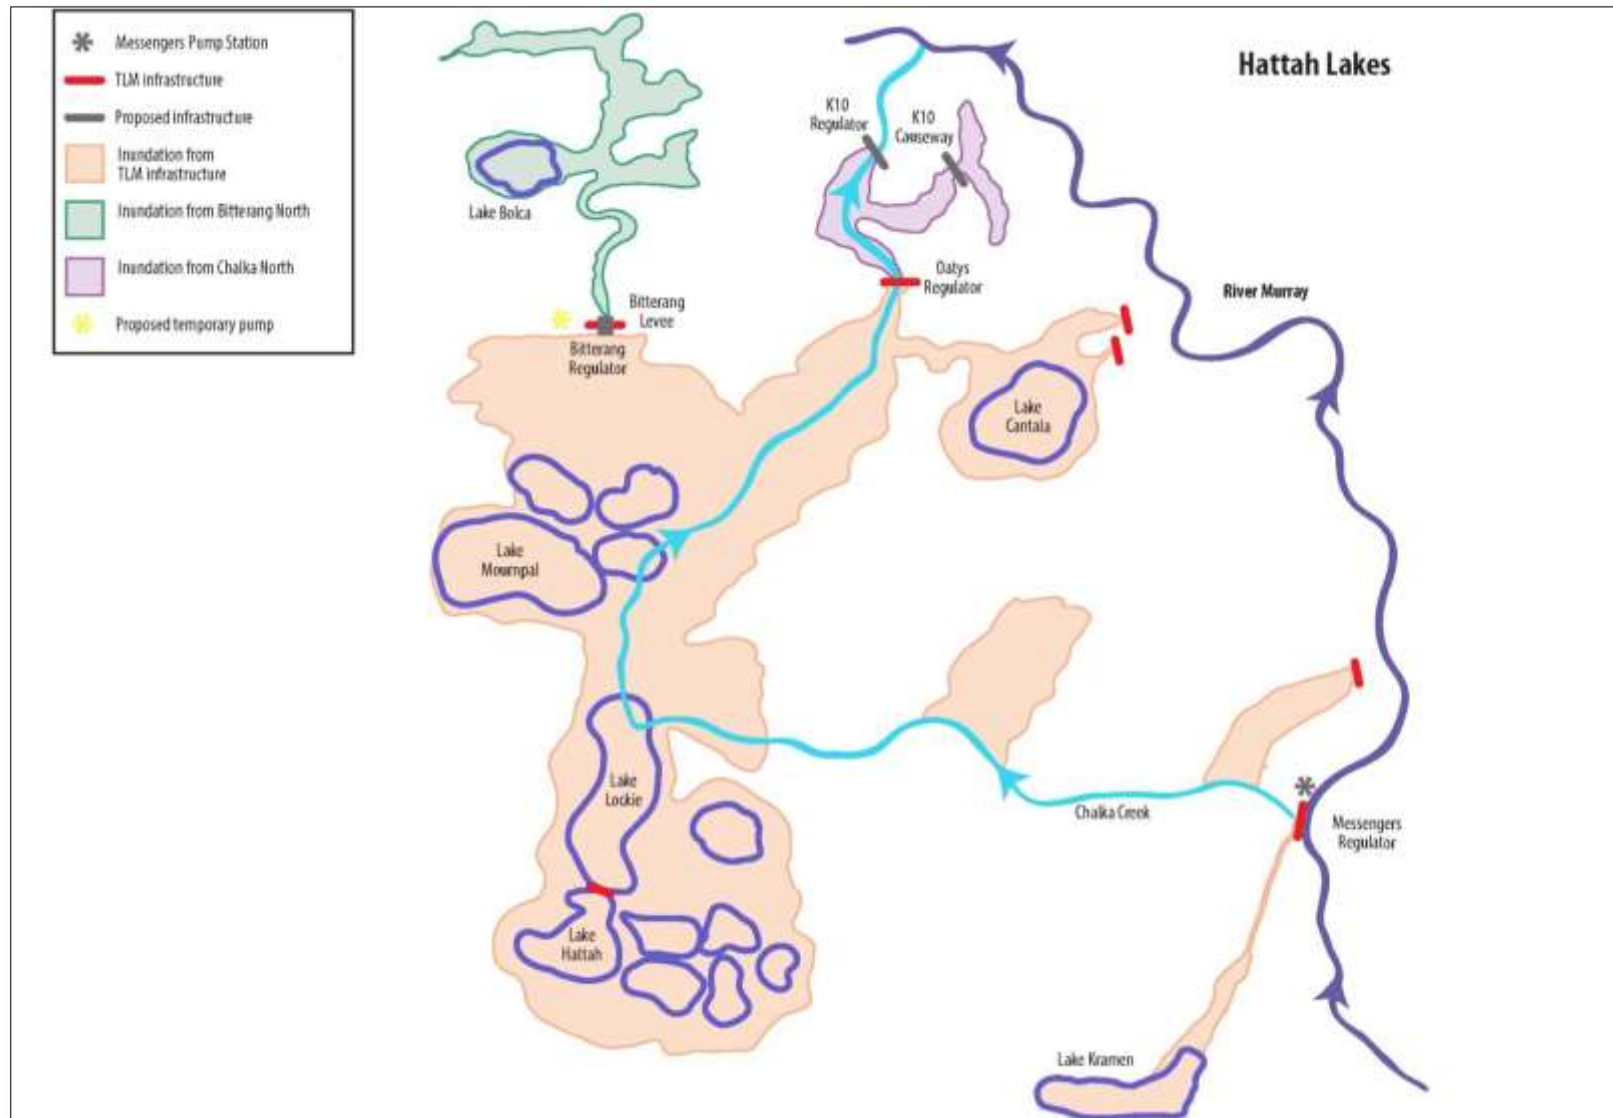 Messengers Pump Station
TLM infrastructure
Proposed infrastructure
Inundation from
TLM infrastructure
Inundation from Bitterang North
Inundation from Chalka North
Proposed temporary pump
Hattah Lakes
K10
Regulator
K10
Causeway
Lake Bolca
Oatys
Regulator
River Murray
Bitterang
Levee
Bitterang
Regulator
Lake
Cantala
Lake
Mournpal
Lake
Lockie
Chalka Creek
Messengers
Regulator
Lake
Hattah
Lake Kramen